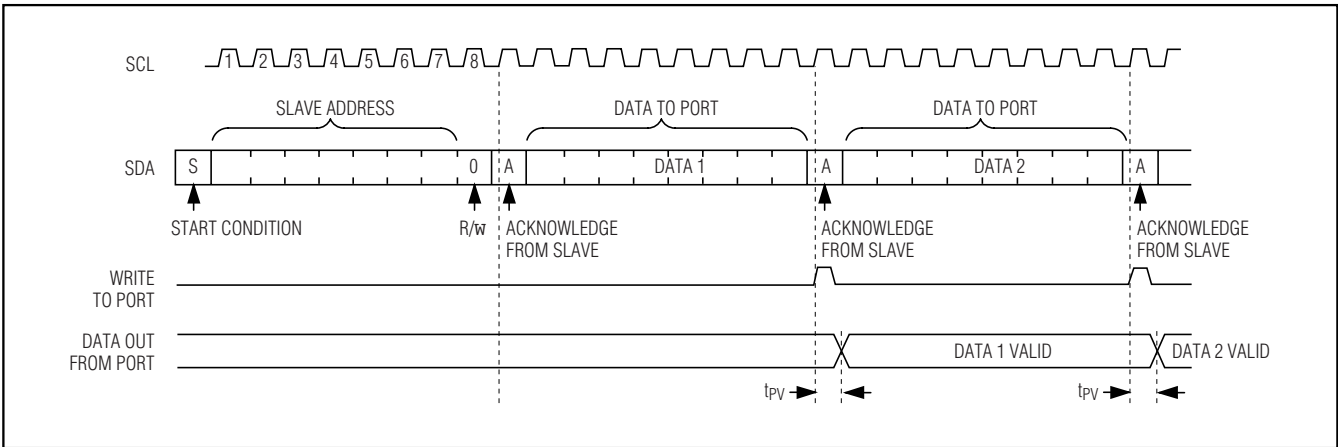 SCL
1 2 3 4 5 6 7 8
SLAVE ADDRESS
DATA TO PORT
DATA TO PORT
SDA
S
0
A
DATA 1
A
DATA 2
A
START CONDITION
R/W
ACKNOWLEDGE
FROM SLAVE
ACKNOWLEDGE
FROM SLAVE
ACKNOWLEDGE
FROM SLAVE
WRITE
TO PORT
DATA OUT
FROM PORT
DATA 1 VALID
DATA 2 VALID
tPV
tPV